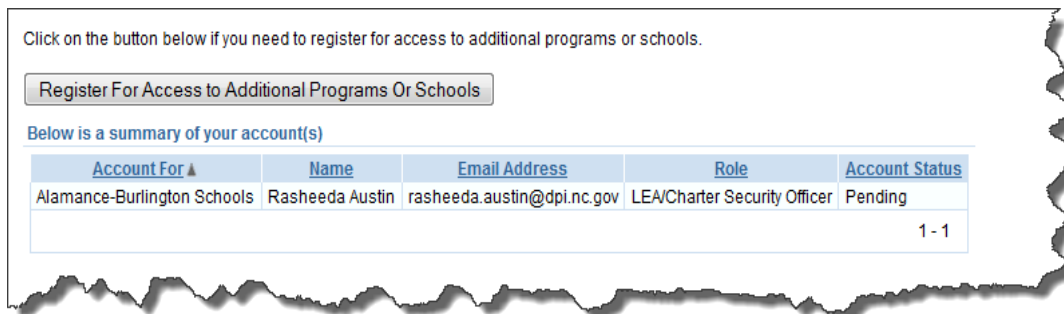 Click on the button below if you need to register for access to additional programs or schools.
Register For Access to Additional Programs Or Schools
Below is a summary of your account(s)
Account For Name Email Address Role Account Status
Alamance-Burlington Schools Rasheeda Austin rasheeda.austin@dpi.nc.gov LEA/Charter Security Officer Pending
1 - 1